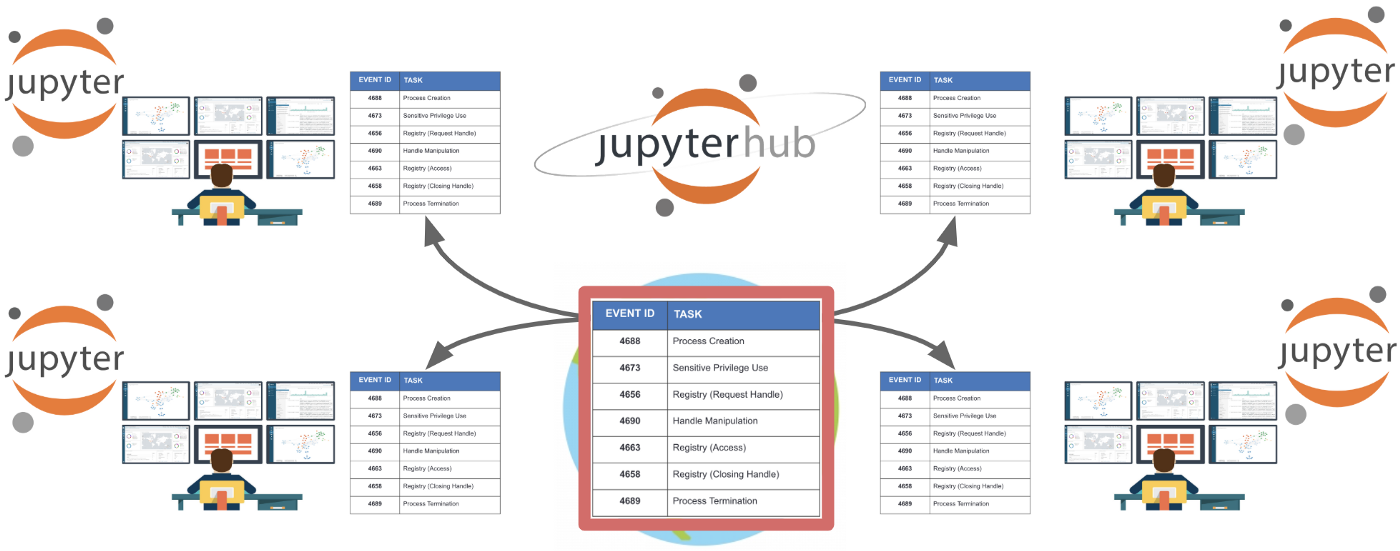 jupyter
EVENT ID TASK
4688 Process Creation
4673 Sensitive Privilege Use
4656 Registry (Request Handle)
4690 Handle Manipulation
4663 Registry (Access)
4658 Registry (Closing Handle)
4689 Process Termination
jupyterhub
EVENT ID TASK
4688 Process Creation
4673 Sensitive Privilege Use
4656 Registry (Request Handle)
4690 Handle Manipulation
4663 Registry (Access)
4658 Registry (Closing Handle)
4689 Process Termination
jupyter
jupyter
EVENT ID TASK
4688 Process Creation
4673 Sensitive Privilege Use
4656 Registry (Request Handle)
4690 Handle Manipulation
4663 Registry (Access)
4658 Registry (Closing Handle)
4689 Process Termination
EVENT ID TASK
4688 Process Creation
4673 Sensitive Privilege Use
4656 Registry (Request Handle)
4690 Handle Manipulation
4663 Registry (Access)
4658 Registry (Closing Handle)
4689 Process Termination
EVENT ID TASK
4688 Process Creation
4673 Sensitive Privilege Use
4656 Registry (Request Handle)
4690 Handle Manipulation
4663 Registry (Access)
4658 Registry (Closing Handle)
4689 Process Termination
jupyter